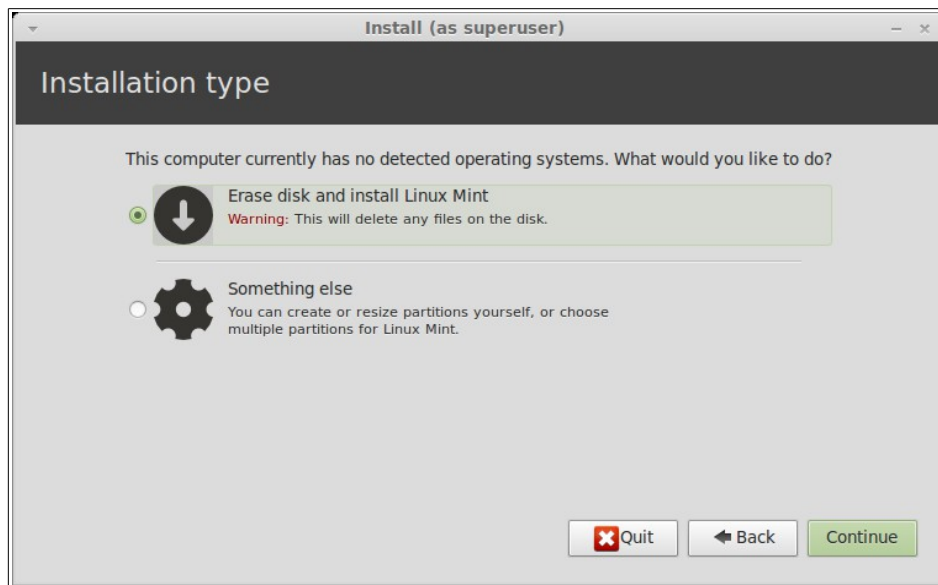 Install (as superuser)
Installation type
This computer currently has no detected operating systems. What would you like to do?
Erase disk and install Linux Mint
Warning: This will delete any files on the disk.
Something else
You can create or resize partitions yourself, or choose
multiple partitions for Linux Mint.
Quit
Back
Continue